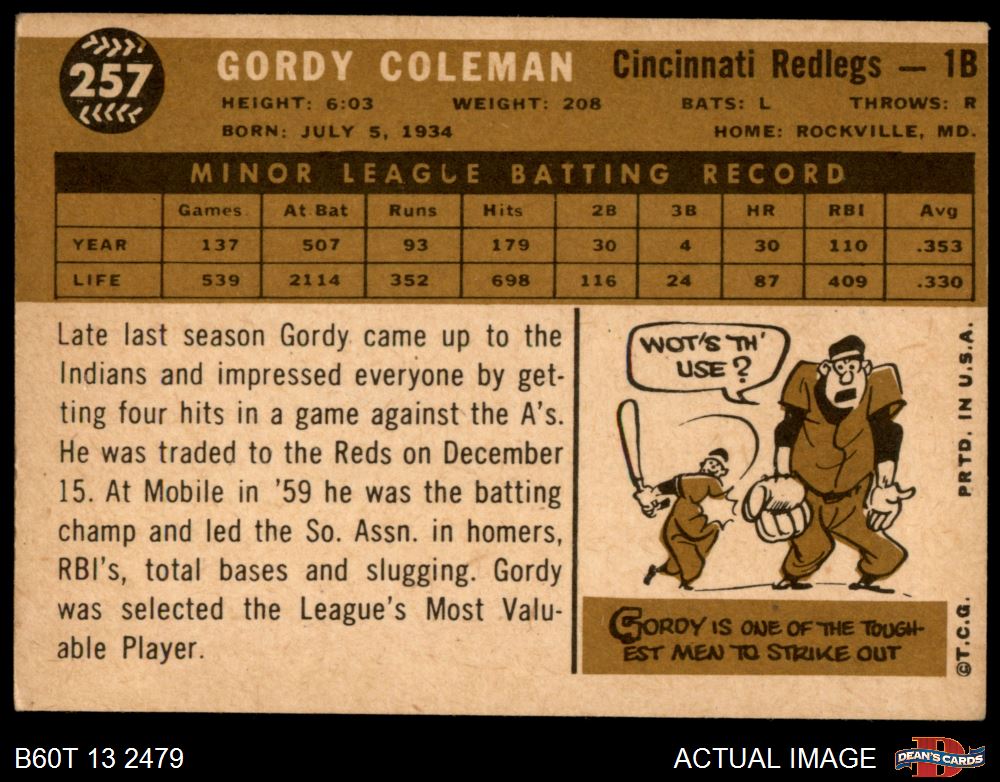 257
GORDY COLEMAN Cincinnati Redlegs — 1B
HEIGHT: 6:03 WEIGHT: 208 BATS: L THROWS: R
BORN: JULY 5, 1934 HOME: ROCKVILLE, MD.
MINOR LEAGUE BATTING RECORD
Games At Bat Runs Hits 2B 3B HR RBI Avg
YEAR 137 507 93 179 30 4 30 110 .353
LIFE 539 2114 352 698 116 24 87 409 .330
Late last season Gordy came up to the
Indians and impressed everyone by get-
ting four hits in a game against the A's.
He was traded to the Reds on December
15. At Mobile in '59 he was the batting
champ and led the So. Assn. in homers,
RBI's, total bases and slugging. Gordy
was selected the League's Most Valu-
able Player.
WOT'S TH'
USE?
GORDY IS ONE OF THE TOUGH-
EST MEN TO STRIKE OUT
©T.C.G. PRTD. IN U.S.A.
B60T 13 2479
ACTUAL IMAGE
D
DEAN'S CARDS